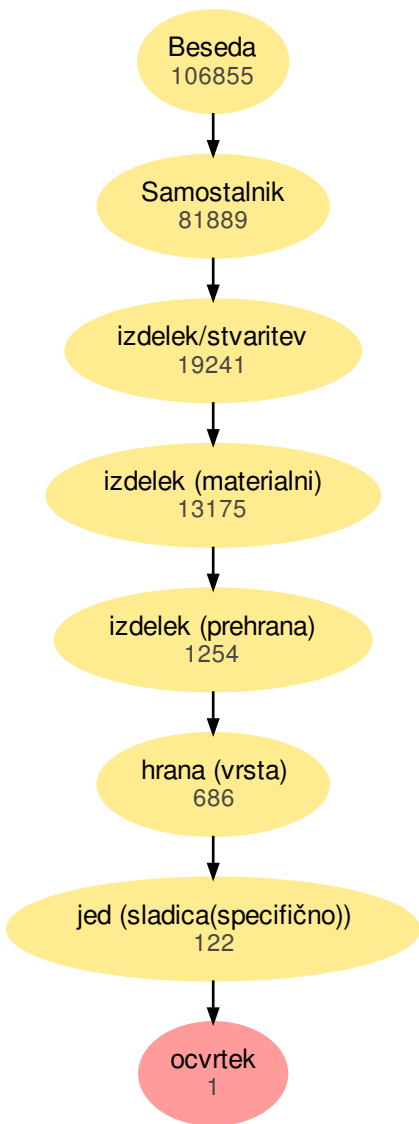 Beseda
106855
Samostalnik
81889
izdelek/stvaritev
19241
izdelek (materialni)
13175
izdelek (prehrana)
1254
hrana (vrsta)
686
jed (sladica(specifično))
122
ocvrtek
1